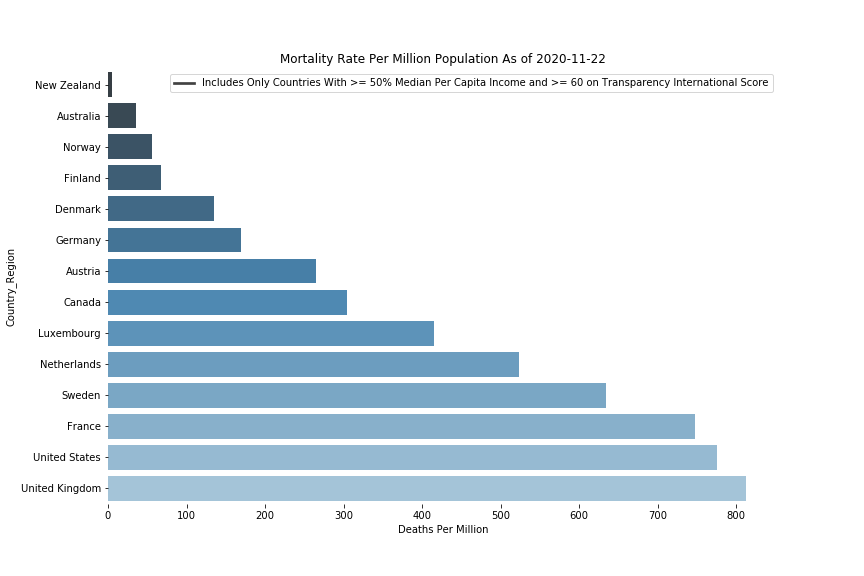 Mortality Rate Per Million Population As of 2020-11-22
Includes Only Countries With >= 50% Median Per Capita Income and >= 60 on Transparency International Score
Country_Region
New Zealand
Australia
Norway
Finland
Denmark
Germany
Austria
Canada
Luxembourg
Netherlands
Sweden
France
United States
United Kingdom
0 100 200 300 400 500 600 700 800
Deaths Per Million